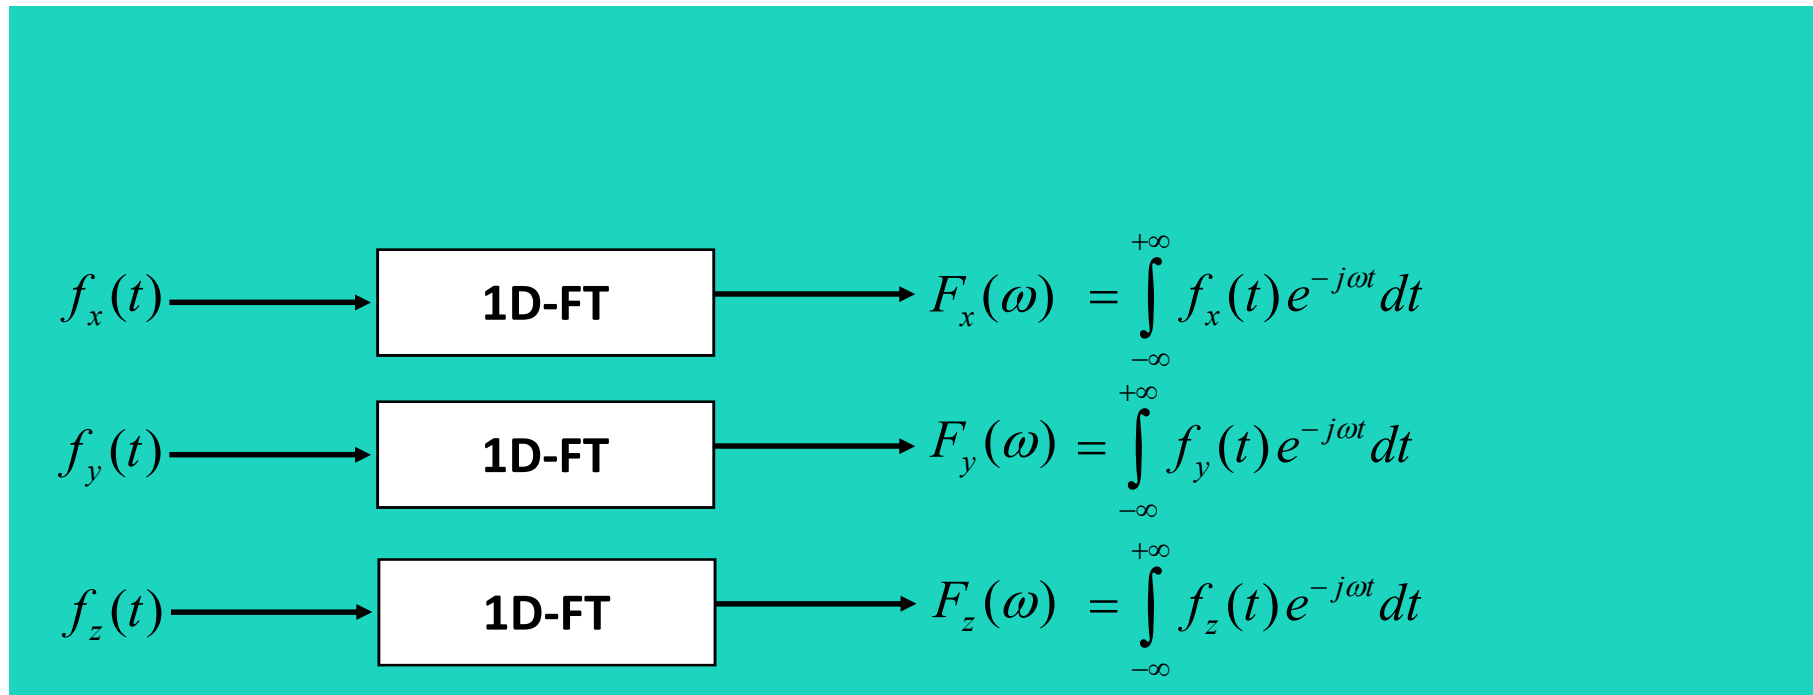 f_x(t) 1D-FT F_x(ω) = ∫_{−∞}^{+∞} f_x(t) e^{−jωt} dt
f_y(t) 1D-FT F_y(ω) = ∫_{−∞}^{+∞} f_y(t) e^{−jωt} dt
f_z(t) 1D-FT F_z(ω) = ∫_{−∞}^{+∞} f_z(t) e^{−jωt} dt